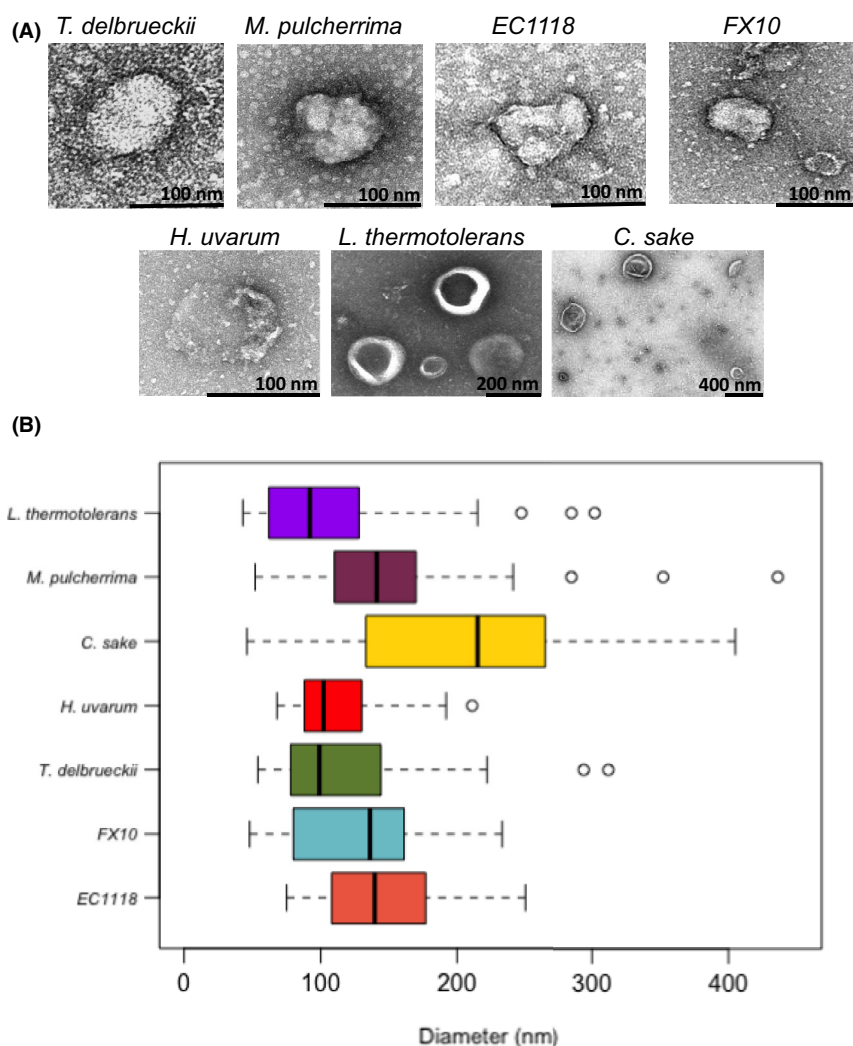 (A)
T. delbrueckii M. pulcherrima EC1118 FX10
100 nm 100 nm 100 nm 100 nm
H. uvarum L. thermotolerans C. sake
100 nm 200 nm 400 nm
(B)
L. thermotolerans
M. pulcherrima
C. sake
H. uvarum
T. delbrueckii
FX10
EC1118
0 100 200 300 400
Diameter (nm)